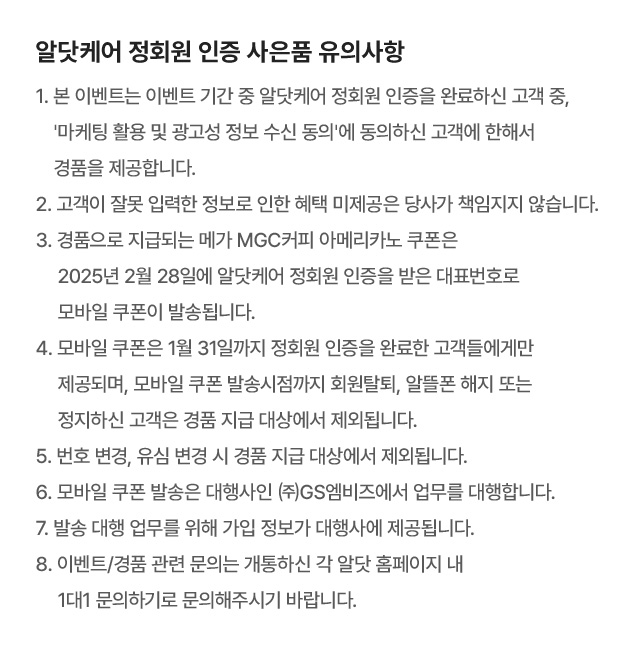 알닷케어 정회원 인증 사은품 유의사항
1. 본 이벤트는 이벤트 기간 중 알닷케어 정회원 인증을 완료하신 고객 중,
'마케팅 활용 및 광고성 정보 수신 동의'에 동의하신 고객에 한해서
경품을 제공합니다.
2. 고객이 잘못 입력한 정보로 인한 혜택 미제공은 당사가 책임지지 않습니다.
3. 경품으로 지급되는 메가 MGC커피 아메리카노 쿠폰은
2025년 2월 28일에 알닷케어 정회원 인증을 받은 대표번호로
모바일 쿠폰이 발송됩니다.
4. 모바일 쿠폰은 1월 31일까지 정회원 인증을 완료한 고객들에게만
제공되며, 모바일 쿠폰 발송시점까지 회원탈퇴, 알뜰폰 해지 또는
정지하신 고객은 경품 지급 대상에서 제외됩니다.
5. 번호 변경, 유심 변경 시 경품 지급 대상에서 제외됩니다.
6. 모바일 쿠폰 발송은 대행사인 ㈜GS엠비즈에서 업무를 대행합니다.
7. 발송 대행 업무를 위해 가입 정보가 대행사에 제공됩니다.
8. 이벤트/경품 관련 문의는 개통하신 각 알닷 홈페이지 내
1대1 문의하기로 문의해주시기 바랍니다.